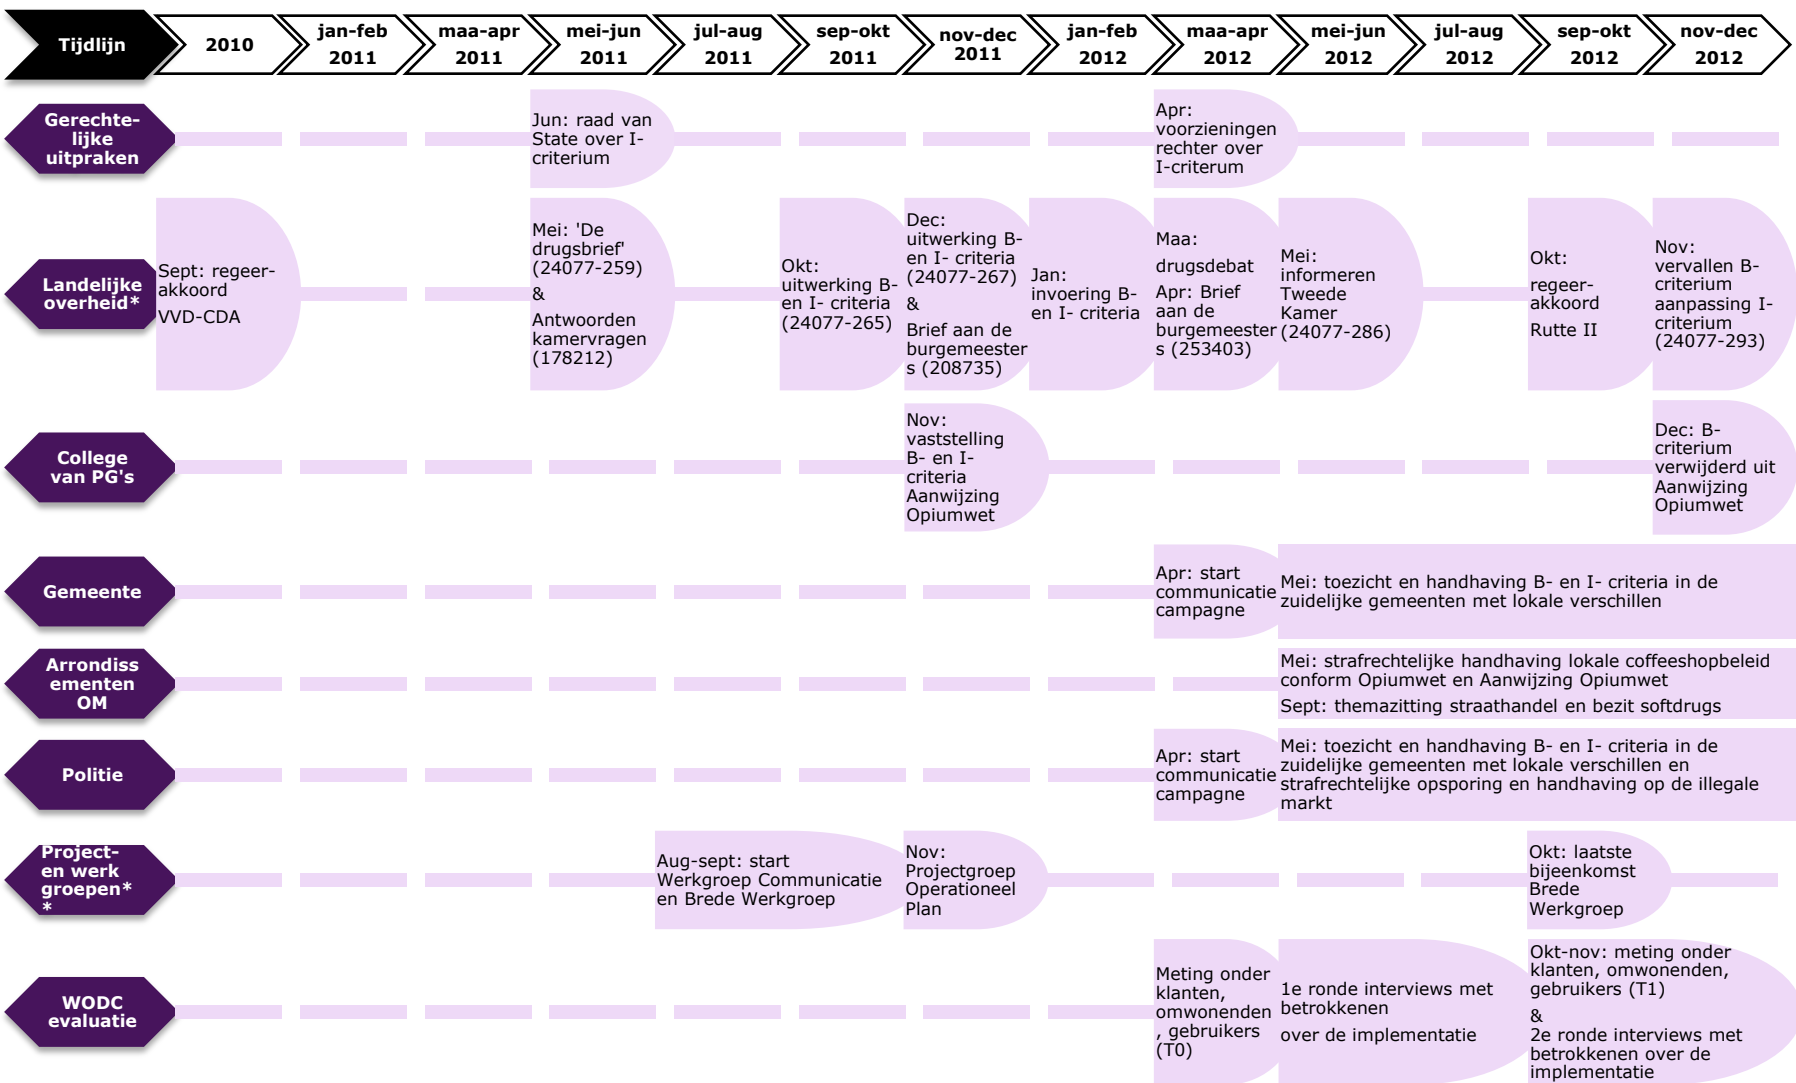 Tijdlijn
2010
jan-feb
2011
maa-apr
2011
mei-jun
2011
jul-aug
2011
sep-okt
2011
nov-dec
2011
jan-feb
2012
maa-apr
2012
mei-jun
2012
jul-aug
2012
sep-okt
2012
nov-dec
2012
Gerechte-
lijke
uitpraken
Jun: raad van
State over I-
criterium
Apr:
voorzieningen
rechter over
I-criterum
Landelijke
overheid*
Sept: regeer-
akkoord
VVD-CDA
Mei: 'De
drugsbrief'
(24077-259)
&
Antwoorden
kamervragen
(178212)
Okt:
uitwerking B-
en I- criteria
(24077-265)
Dec:
uitwerking B-
en I- criteria
(24077-267)
&
Brief aan de
burgemeester
s (208735)
Jan:
invoering B-
en I- criteria
Maa:
drugsdebat
Apr: Brief
aan de
burgemeester
s (253403)
Mei:
informeren
Tweede
Kamer
(24077-286)
Okt:
regeer-
akkoord
Rutte II
Nov:
vervallen B-
criterium
aanpassing I-
criterium
(24077-293)
College
van PG's
Nov:
vaststelling
B- en I-
criteria
Aanwijzing
Opiumwet
Dec: B-
criterium
verwijderd uit
Aanwijzing
Opiumwet
Gemeente
Apr: start
communicatie
campagne
Mei: toezicht en handhaving B- en I- criteria in de
zuidelijke gemeenten met lokale verschillen
Arrondiss
ementen
OM
Mei: strafrechtelijke handhaving lokale coffeeshopbeleid
conform Opiumwet en Aanwijzing Opiumwet
Sept: themazitting straathandel en bezit softdrugs
Politie
Apr: start
communicatie
campagne
Mei: toezicht en handhaving B- en I- criteria in de
zuidelijke gemeenten met lokale verschillen en
strafrechtelijke opsporing en handhaving op de illegale
markt
Project-
en werk
groepen*
*
Aug-sept: start
Werkgroep Communicatie
en Brede Werkgroep
Nov:
Projectgroep
Operationeel
Plan
Okt: laatste
bijeenkomst
Brede
Werkgroep
WODC
evaluatie
Meting onder
klanten,
omwonenden
, gebruikers
(T0)
1e ronde interviews met
betrokkenen
over de implementatie
Okt-nov: meting onder
klanten, omwonenden,
gebruikers (T1)
&
2e ronde interviews met
betrokkenen over de
implementatie